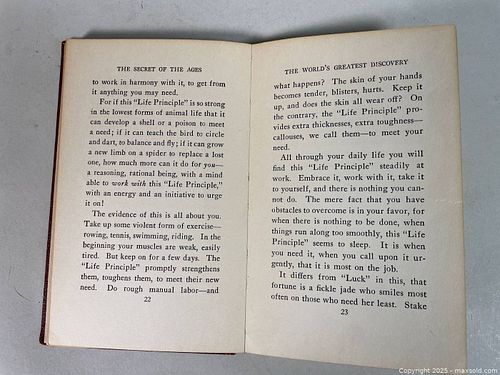 THE SECRET OF THE AGES
to work in harmony with it, to get from
it anything you may need.
For if this "Life Principle" is so strong
in the lowest forms of animal life that it
can develop a shell or a poison to meet
a need; if it can teach the bird to circle
and dart, to balance and fly; if it can grow
a new limb on a spider to replace a lost
one, how much more can it do for you—
a reasoning, rational being, with a mind
able to work with this "Life Principle,"
with an energy and an initiative to urge
it on!
The evidence of this is all about you.
Take up some violent form of exercise—
rowing, tennis, swimming, riding. In the
beginning your muscles are weak, easily
tired. But keep on for a few days. The
"Life Principle" promptly strengthens
them, toughens them, to meet their new
need. Do rough manual labor—and
22
THE WORLD'S GREATEST DISCOVERY
what happens? The skin of your hands
becomes tender, blisters, hurts. Keep it
up, and does the skin all wear off? On
the contrary, the "Life Principle" pro-
vides extra thicknesses, extra toughness—
callouses, we call them—to meet your
need.
All through your daily life you will
find this "Life Principle" steadily at
work. Embrace it, work with it, take it
to yourself, and there is nothing you can-
not do. The mere fact that you have
obstacles to overcome is in your favor, for
when there is nothing to be done, when
things run along too smoothly, this "Life
Principle" seems to sleep. It is when
you need it, when you call upon it ur-
gently, that it is most on the job.
It differs from "Luck" in this, that
fortune is a fickle jade who smiles most
often on those who need her least. Stake
23
Copyright 2025 - maxsold.com